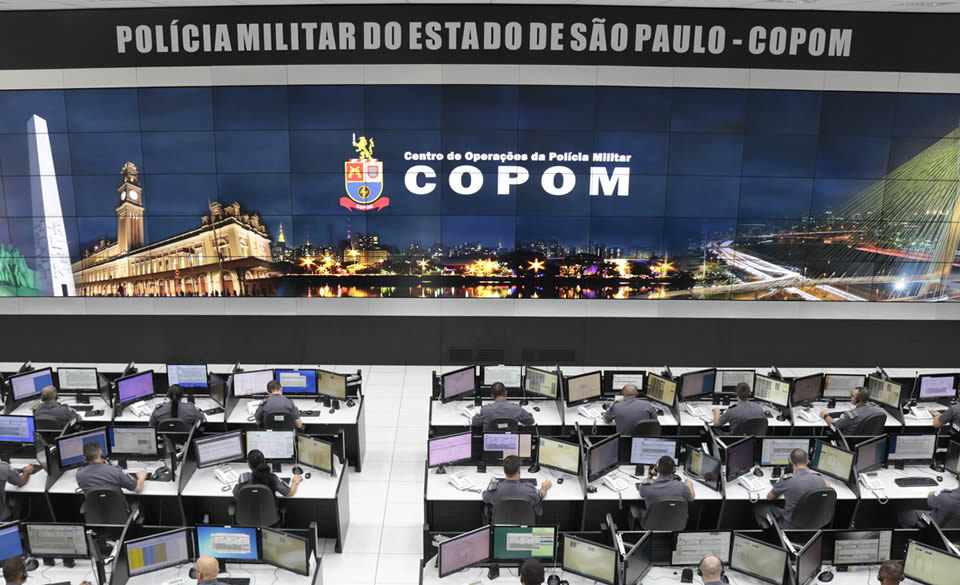 POLÍCIA MILITAR DO ESTADO DE SÃO PAULO - COPOM
Centro de Operações da Polícia Militar
COPOM